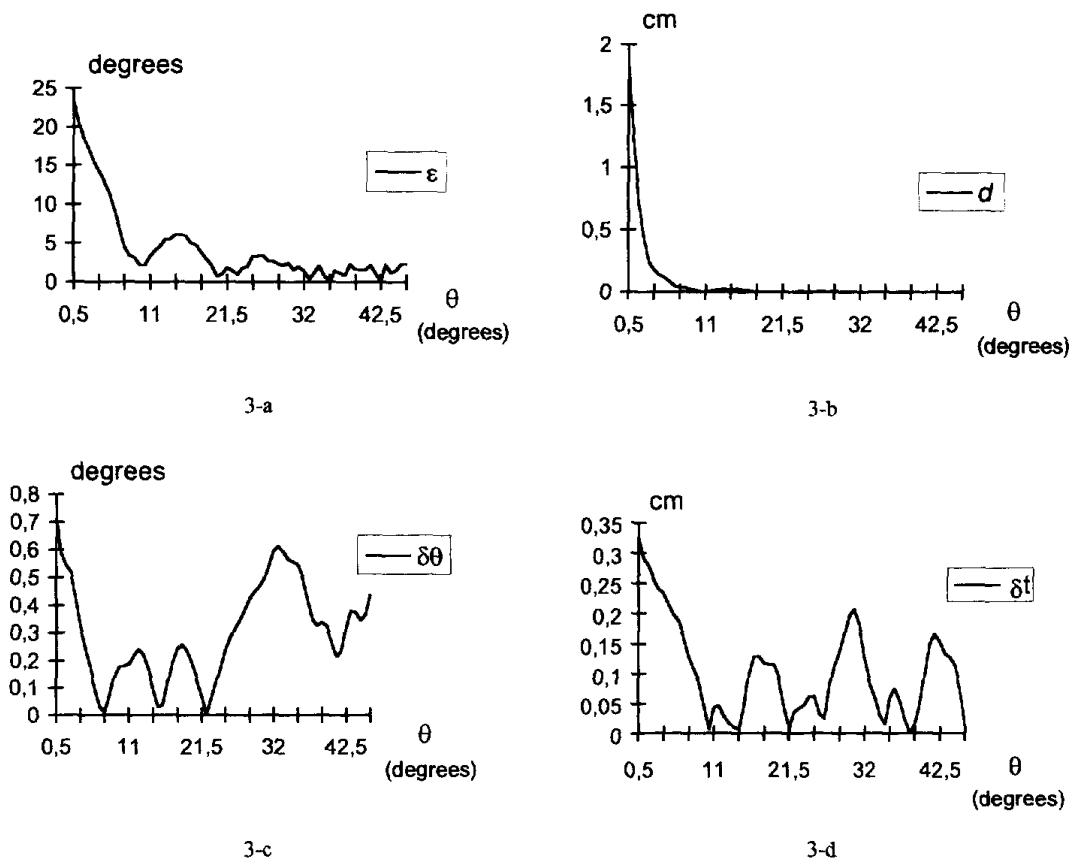 degrees
25
20
15
10
5
0
0,5 11 21,5 32 42,5
θ
(degrees)
ε
3-a
cm
2
1,5
1
0,5
0
0,5 11 21,5 32 42,5
θ
(degrees)
d
3-b
degrees
0,8
0,7
0,6
0,5
0,4
0,3
0,2
0,1
0
0,5 11 21,5 32 42,5
θ
(degrees)
δθ
3-c
cm
0,35
0,3
0,25
0,2
0,15
0,1
0,05
0
0,5 11 21,5 32 42,5
θ
(degrees)
δt
3-d